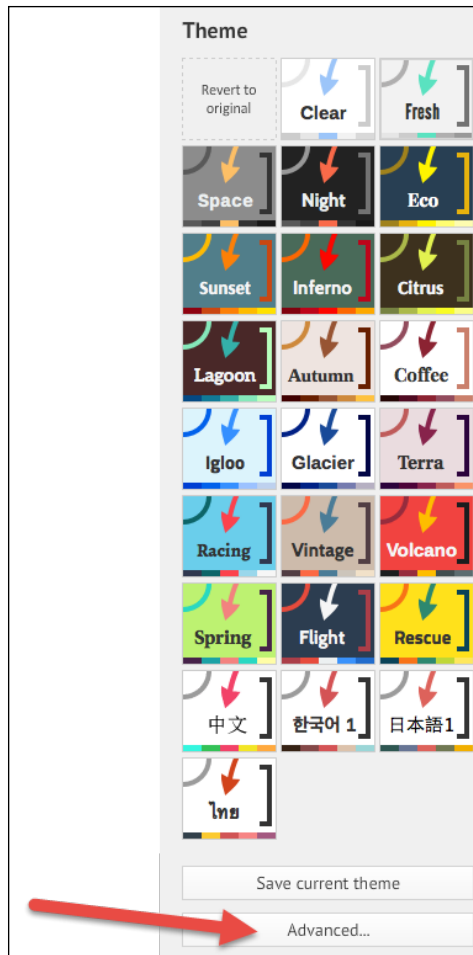 Theme
Revert to
original
Clear
Fresh
Space
Night
Eco
Sunset
Inferno
Citrus
Lagoon
Autumn
Coffee
Igloo
Glacier
Terra
Racing
Vintage
Volcano
Spring
Flight
Rescue
中文
한국어 1
日本語1
ไทย
Save current theme
Advanced...